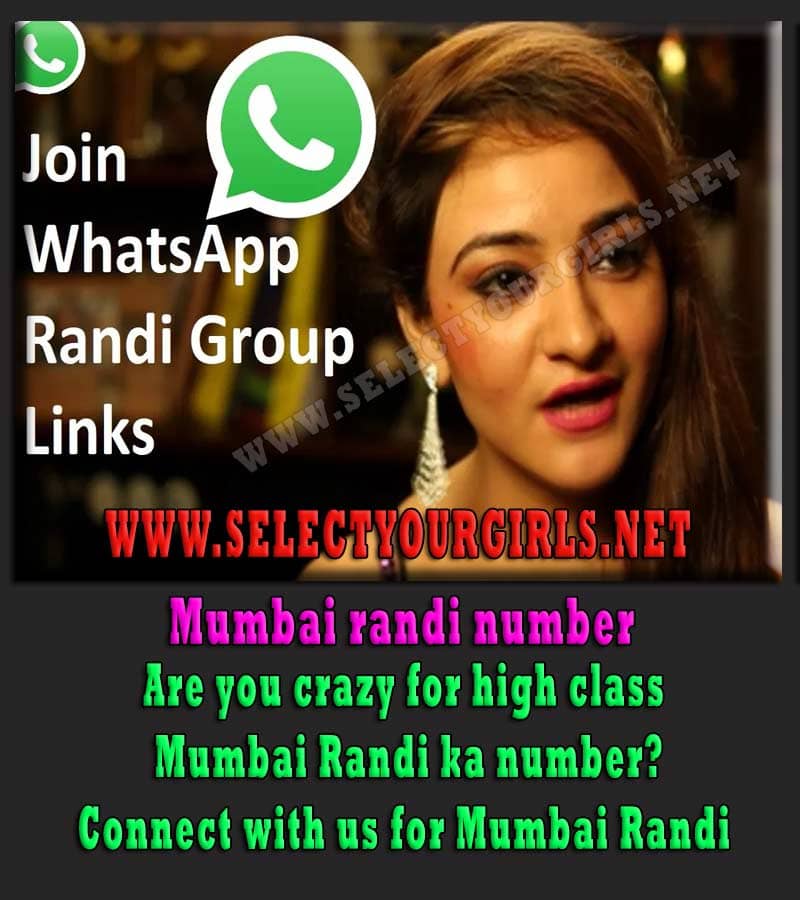 Join
WhatsApp
Randi Group
Links
WWW.SELECTYOURGIRLS.NET
WWW.SELECTYOURGIRLS.NET
Mumbai randi number
Are you crazy for high class
Mumbai Randi ka number?
Connect with us for Mumbai Randi